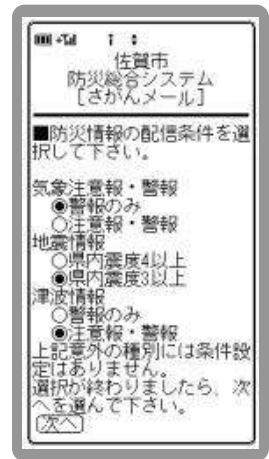 佐賀市
防災総合システム
[さがんメール]
■防災情報の配信条件を選
択して下さい。
気象注意報・警報
◉警報のみ
○注意報・警報
地震情報
○県内震度4以上
◉県内震度3以上
津波情報
○警報のみ
◉注意報・警報
上記意外の種別には条件設
定はありません。
選択が終わりましたら、次
へを選んで下さい。
次へ